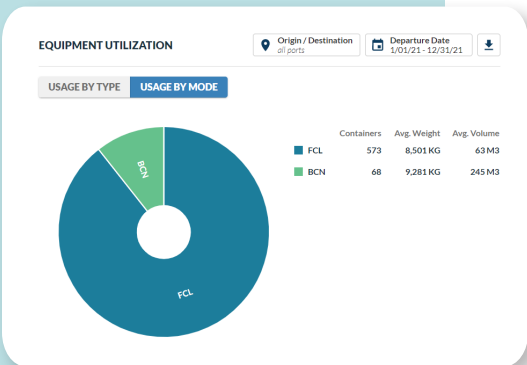 EQUIPMENT UTILIZATION
Origin / Destination
all ports
Departure Date
1/01/21 - 12/31/21
USAGE BY TYPE
USAGE BY MODE
Containers Avg. Weight Avg. Volume
FCL 573 8,501 KG 63 M3
BCN 68 9,281 KG 245 M3
BCN
FCL